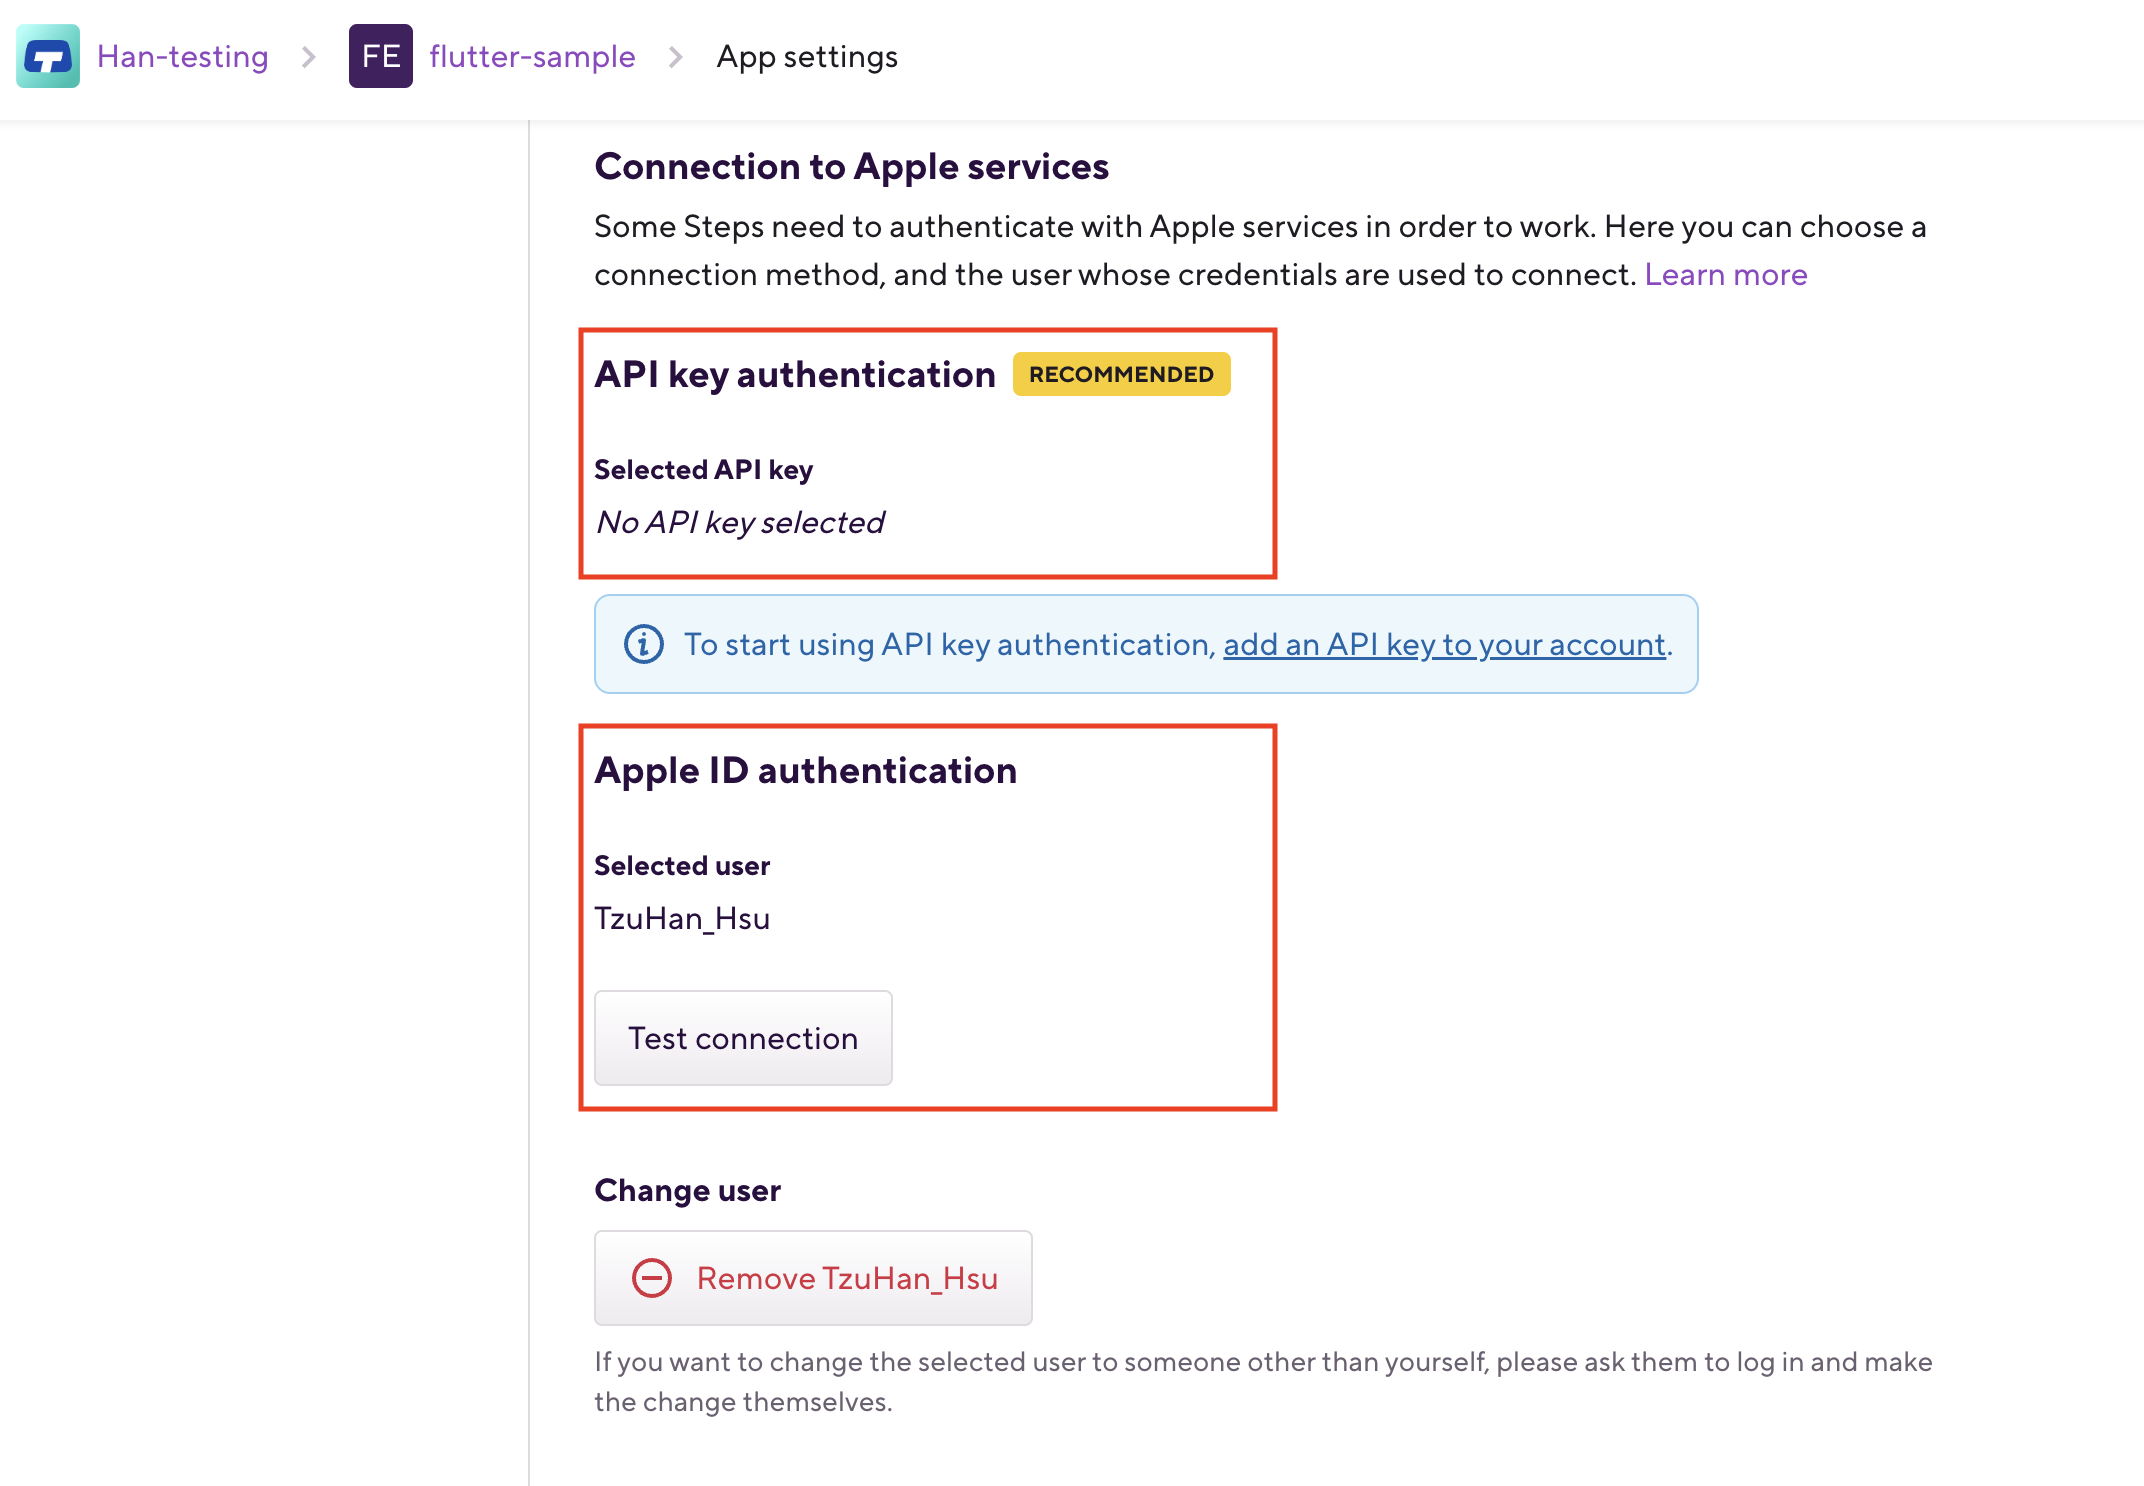 Han-testing > FE flutter-sample > App settings
Connection to Apple services
Some Steps need to authenticate with Apple services in order to work. Here you can choose a
connection method, and the user whose credentials are used to connect. Learn more
API key authentication RECOMMENDED
Selected API key
No API key selected
To start using API key authentication, add an API key to your account.
Apple ID authentication
Selected user
TzuHan_Hsu
Test connection
Change user
Remove TzuHan_Hsu
If you want to change the selected user to someone other than yourself, please ask them to log in and make
the change themselves.